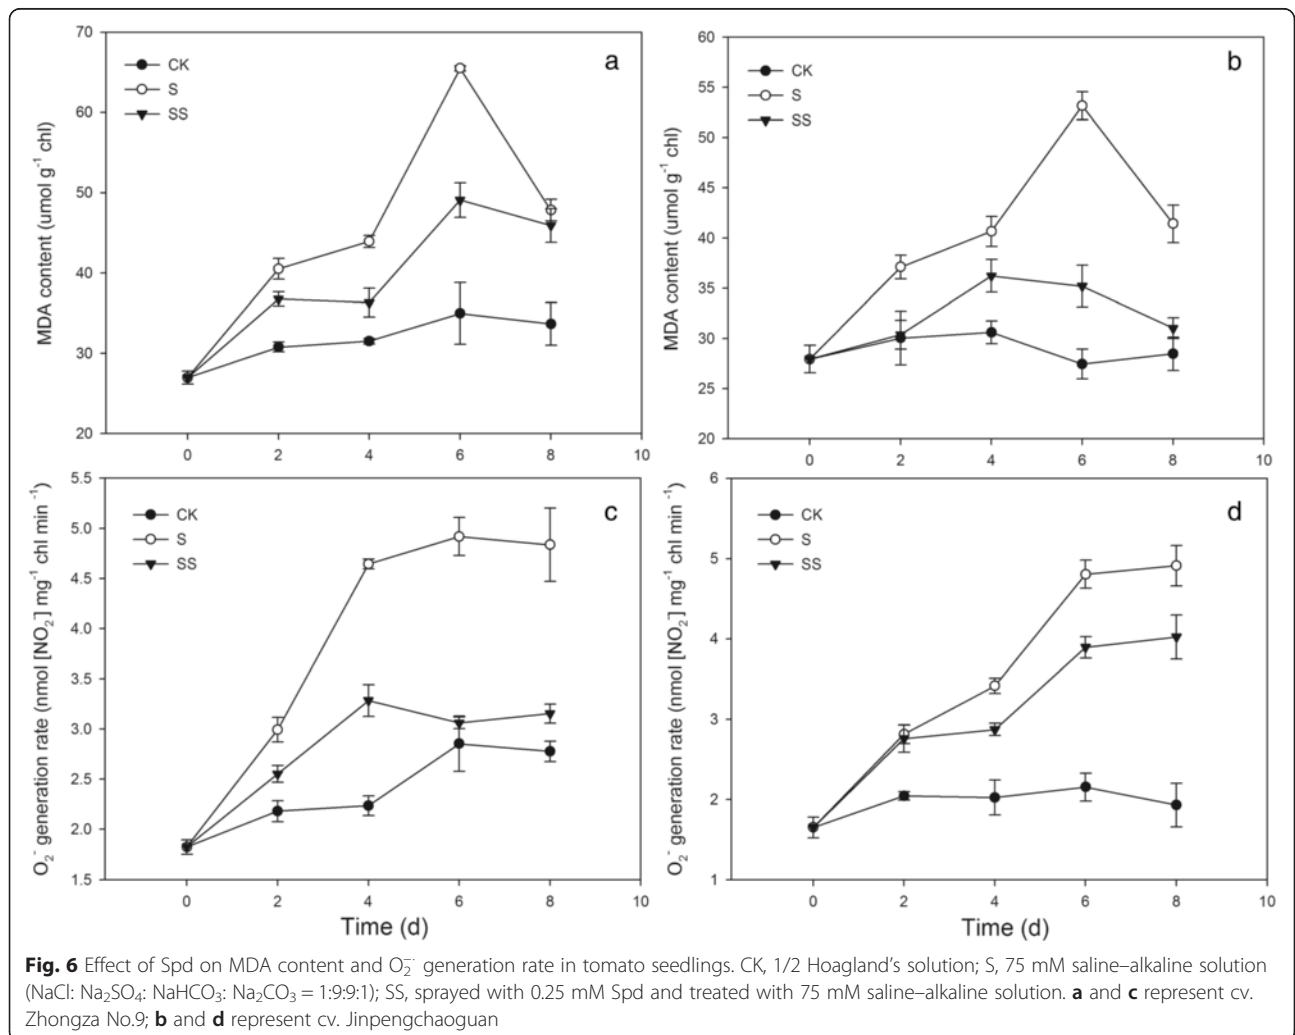 70
60
50
40
30
20
MDA content (umol g⁻¹ chl)
CK
S
SS
a
0 2 4 6 8 10
60
55
50
45
40
35
30
25
20
MDA content (umol g⁻¹ chl)
CK
S
SS
b
0 2 4 6 8 10
5.5
5.0
4.5
4.0
3.5
3.0
2.5
2.0
1.5
O₂⁻ generation rate (nmol [NO₂] mg⁻¹ chl min⁻¹)
CK
S
SS
c
0 2 4 6 8 10
Time (d)
6
5
4
3
2
1
O₂⁻ generation rate (nmol [NO₂] mg⁻¹ chl min⁻¹)
CK
S
SS
d
0 2 4 6 8 10
Time (d)
Fig. 6 Effect of Spd on MDA content and O₂⁻· generation rate in tomato seedlings. CK, 1/2 Hoagland's solution; S, 75 mM saline–alkaline solution
(NaCl: Na₂SO₄: NaHCO₃: Na₂CO₃ = 1:9:9:1); SS, sprayed with 0.25 mM Spd and treated with 75 mM saline–alkaline solution. a and c represent cv.
Zhongza No.9; b and d represent cv. Jinpengchaoguan